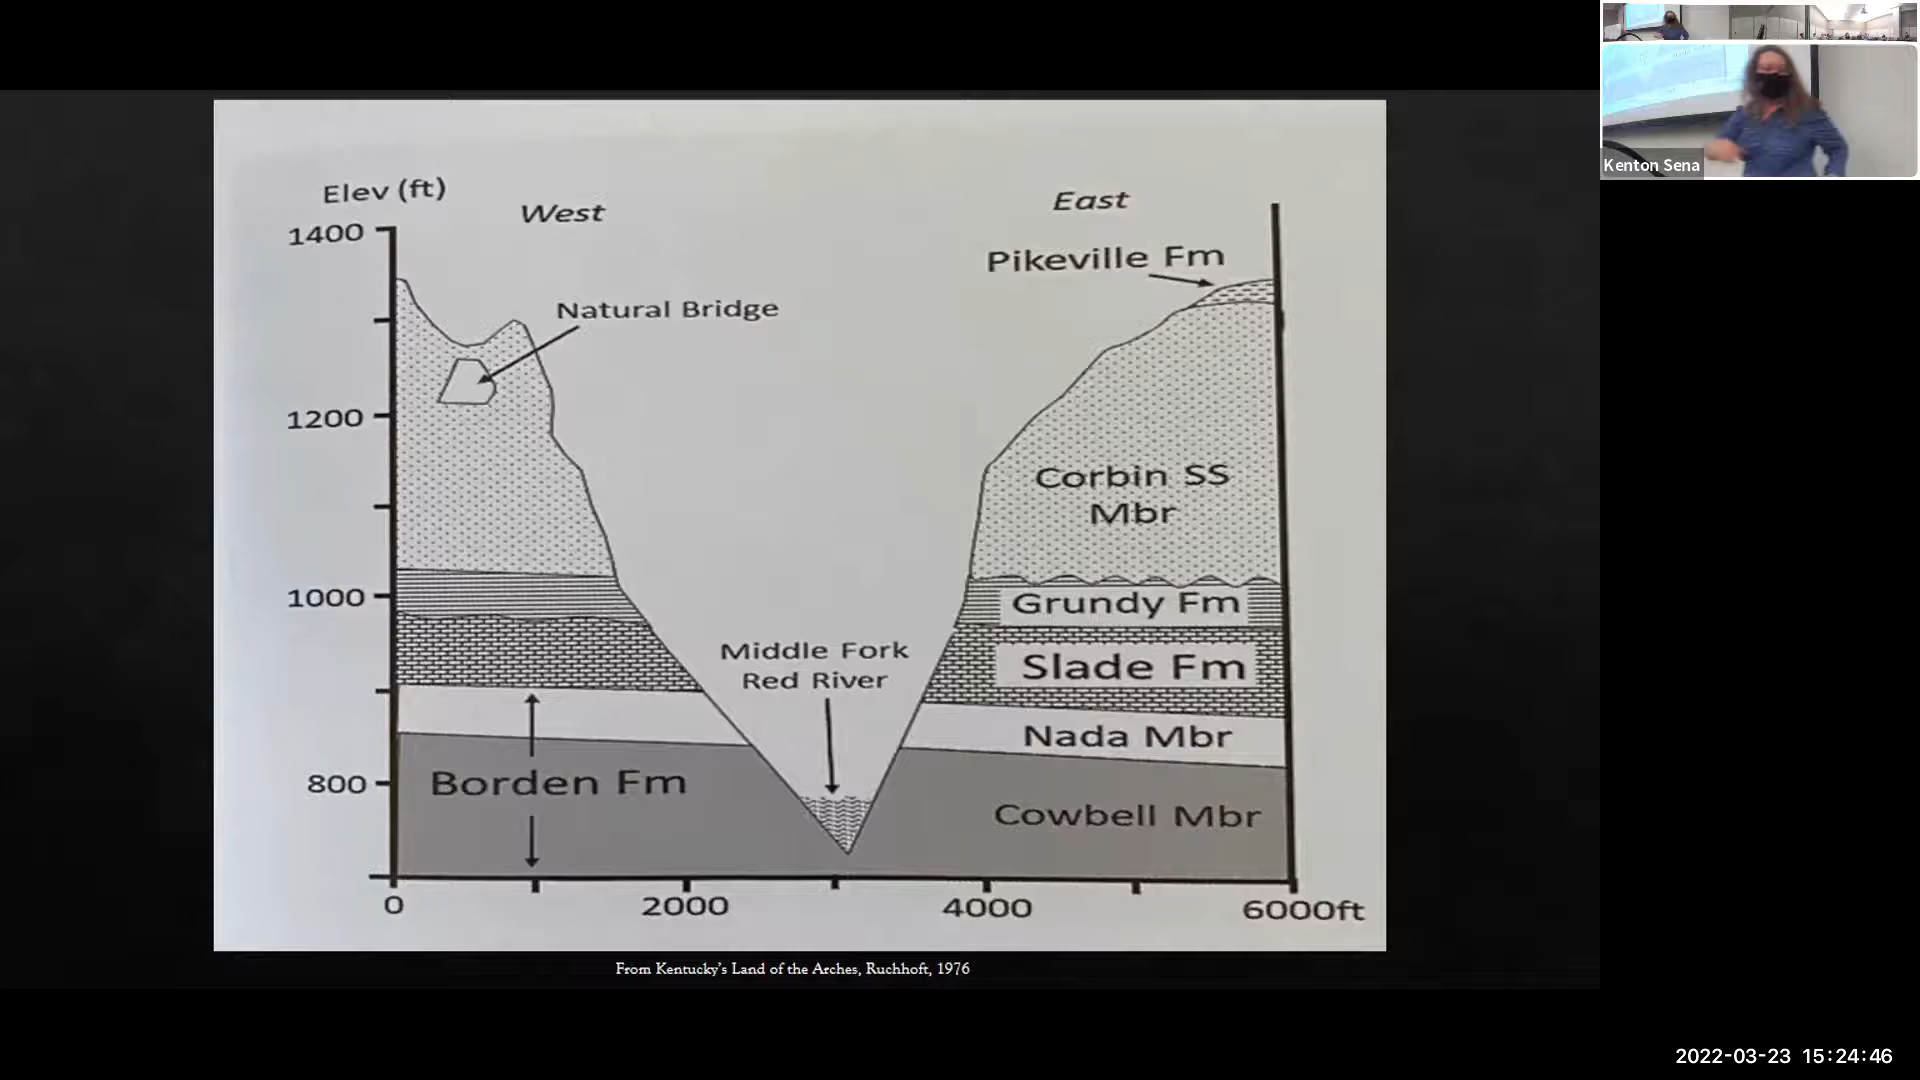 Kenton Sena
Elev (ft)
West
East
1400
Pikeville Fm
Natural Bridge
1200
Corbin SS
Mbr
1000
Grundy Fm
Middle Fork
Red River
Slade Fm
Nada Mbr
800
Borden Fm
Cowbell Mbr
0
2000
4000
6000ft
From Kentucky's Land of the Arches, Ruchhoft, 1976
2022-03-23 15:24:46